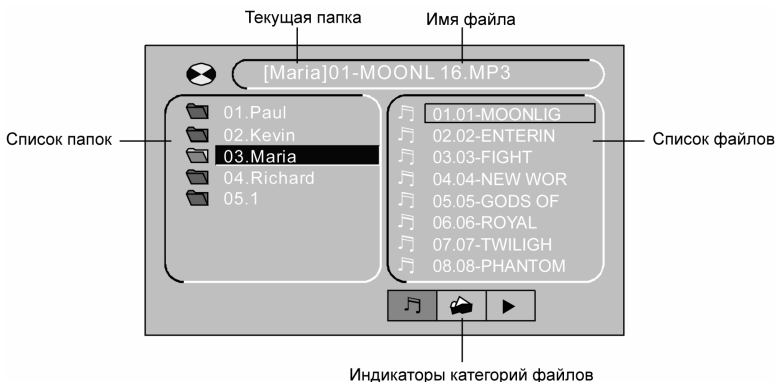 Текущая папка
Имя файла
[Maria]01-MOONL 16.MP3
Список папок
01.Paul
02.Kevin
03.Maria
04.Richard
05.1
01.01-MOONLIG
02.02-ENTERIN
03.03-FIGHT
04.04-NEW WOR
05.05-GODS OF
06.06-ROYAL
07.07-TWILIGH
08.08-PHANTOM
Список файлов
Индикаторы категорий файлов